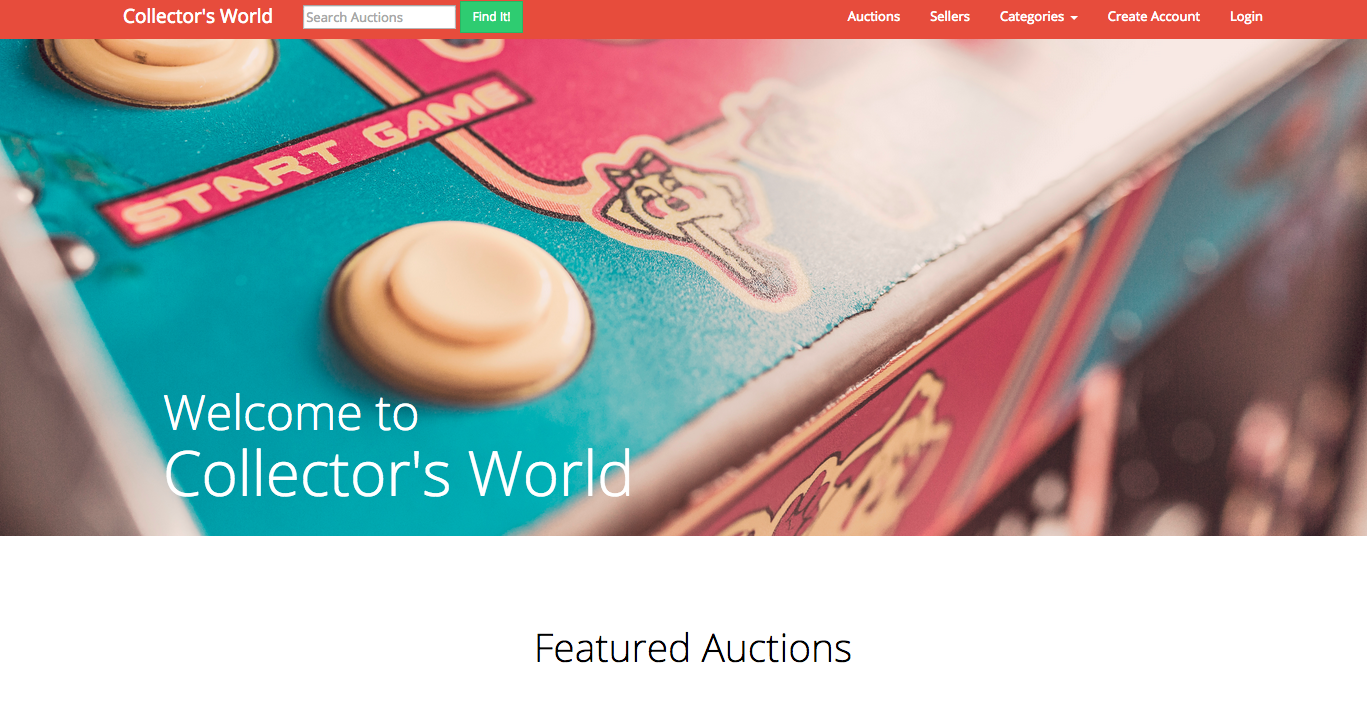 Collector's World
Search Auctions
Find It!
Auctions
Sellers
Categories
Create Account
Login
START GAME
Welcome to
Collector's World
Featured Auctions